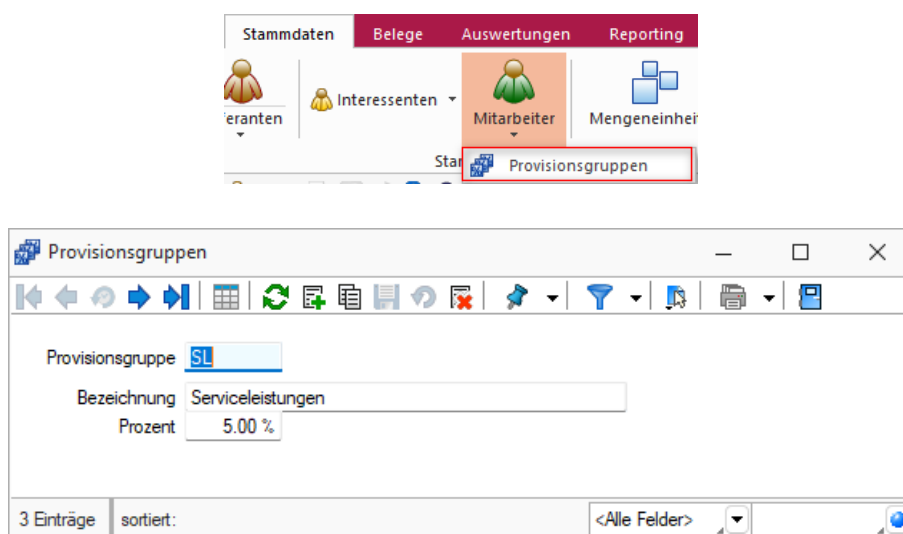 Stammdaten Belege Auswertungen Reporting
eranten Interessenten Mitarbeiter Mengeneinhei
Star
Provisionsgruppen
Provisionsgruppen
Provisionsgruppe SL
Bezeichnung Serviceleistungen
Prozent 5.00 %
3 Einträge sortiert: <Alle Felder>